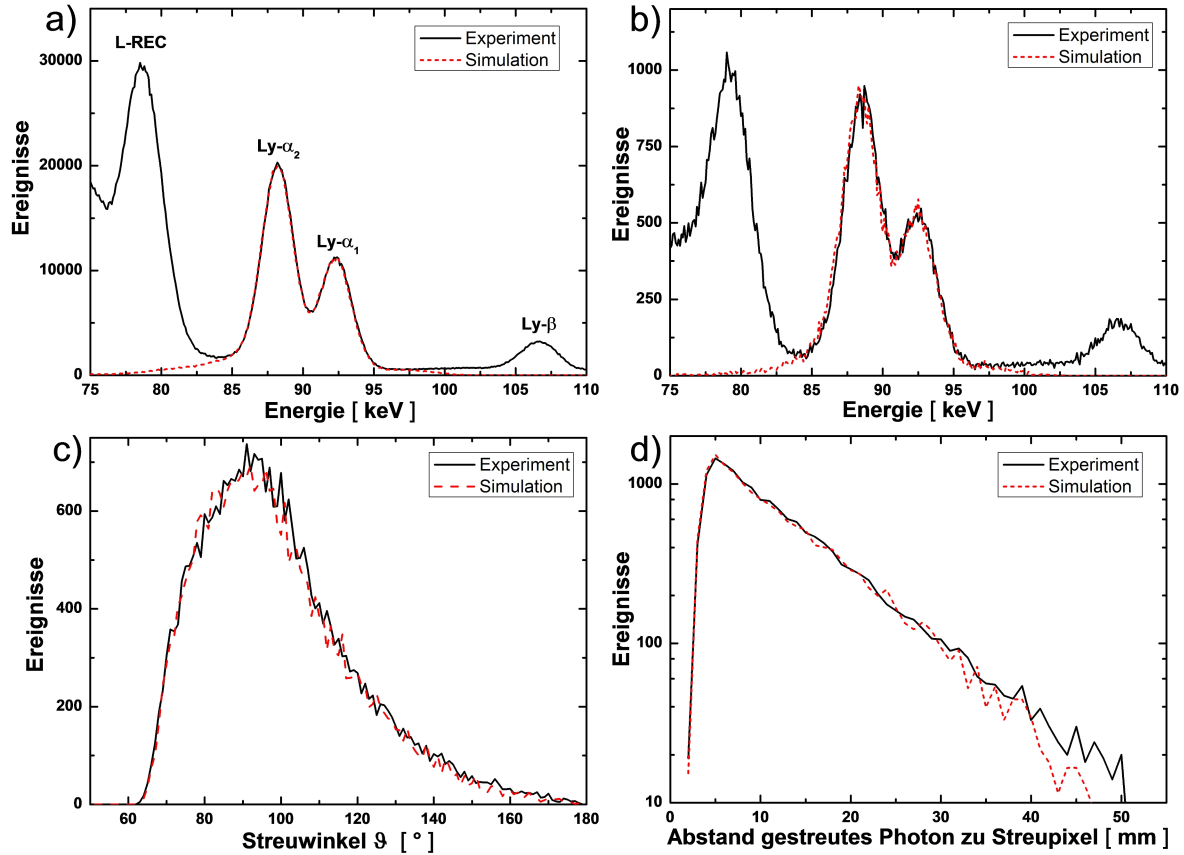 a)
Experiment
Simulation
L-REC
Ly-α2
Ly-α1
Ly-β
Ereignisse
30000
20000
10000
0
75 80 85 90 95 100 105 110
Energie [ keV]
b)
Experiment
Simulation
Ereignisse
1000
750
500
250
0
75 80 85 90 95 100 105 110
Energie [ keV]
c)
Experiment
Simulation
Ereignisse
600
400
200
0
60 80 100 120 140 160 180
Streuwinkel ϑ [ ° ]
d)
Experiment
Simulation
Ereignisse
1000
100
10
0 10 20 30 40 50
Abstand gestreutes Photon zu Streupixel [ mm ]